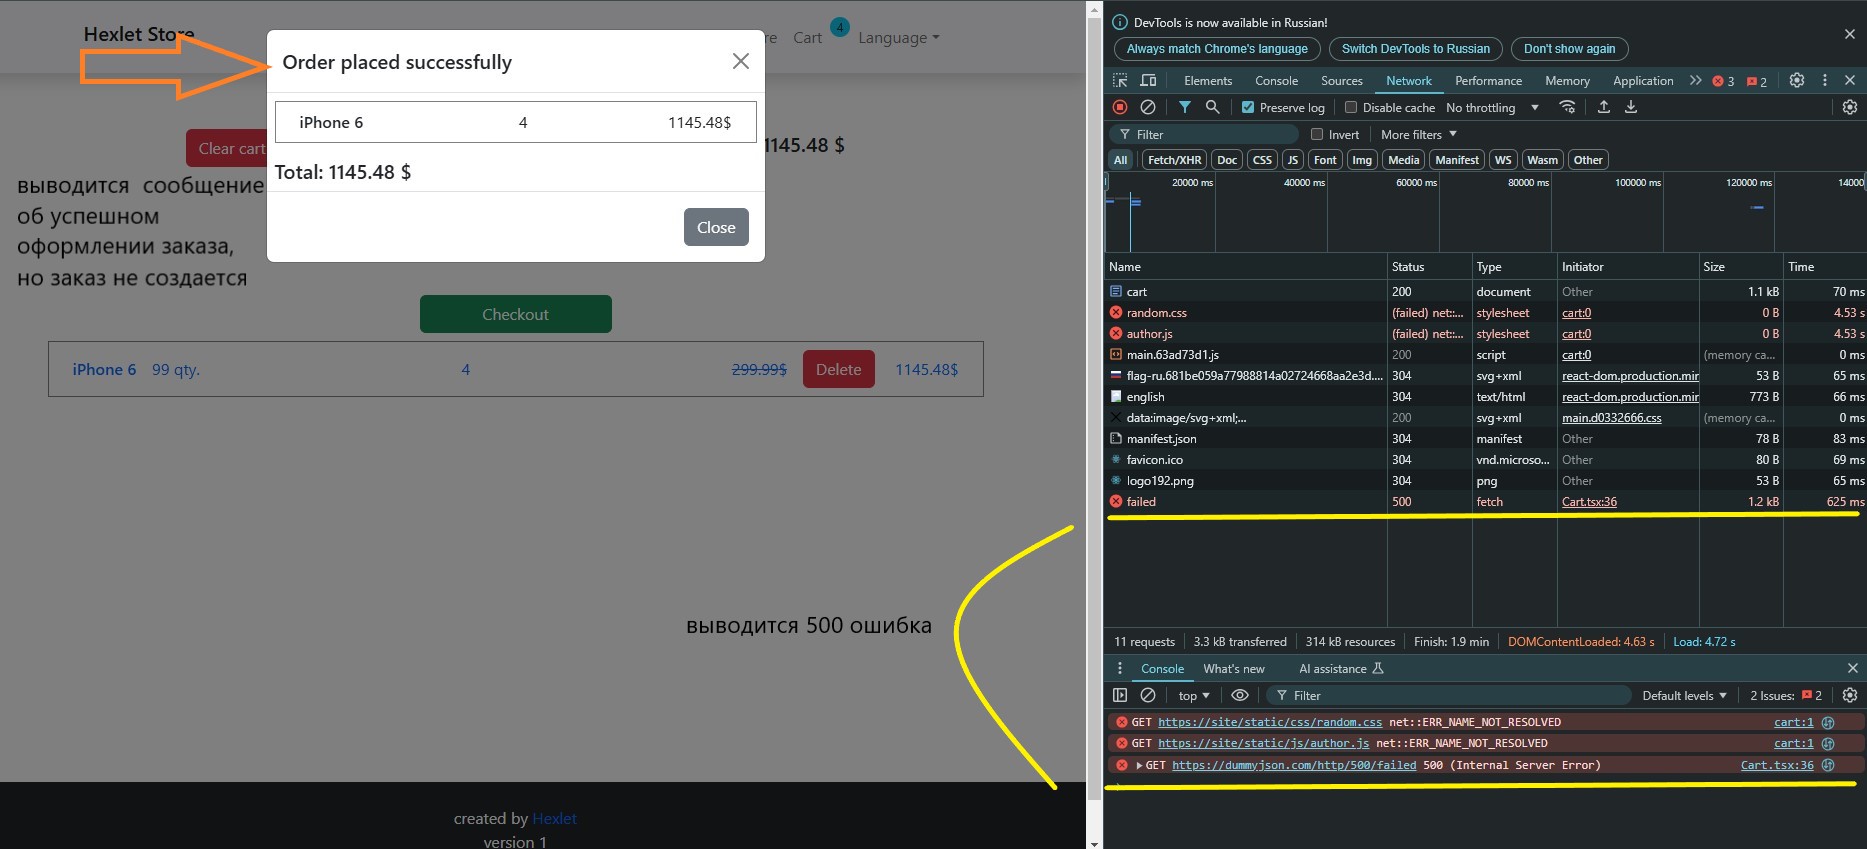 Hexlet Store
re
Cart
4
Language
Order placed successfully
iPhone 6
4
1145.48$
Total: 1145.48 $
Close
Clear cart
1145.48 $
выводится сообщение
об успешном
оформлении заказа,
но заказ не создается
Checkout
iPhone 6 99 qty. 4 299.99$ Delete 1145.48$
выводится 500 ошибка
created by Hexlet
version 1
DevTools is now available in Russian!
Always match Chrome's language Switch DevTools to Russian Don't show again
Elements Console Sources Network Performance Memory Application 3 2
Preserve log Disable cache No throttling
Filter Invert More filters
All Fetch/XHR Doc CSS JS Font Img Media Manifest WS Wasm Other
20000 ms 40000 ms 60000 ms 80000 ms 100000 ms 120000 ms 14000
Name Status Type Initiator Size Time
cart 200 document Other 1.1 kB 70 ms
random.css (failed) net::... stylesheet cart:0 0 B 4.53 s
author.js (failed) net::... stylesheet cart:0 0 B 4.53 s
main.63ad73d1.js 200 script cart:0 (memory ca... 0 ms
flag-ru.681be059a77988814a02724668aa2e3d.... 304 svg+xml react-dom.production.mir 53 B 65 ms
english 304 text/html react-dom.production.mir 773 B 66 ms
data:image/svg+xml;... 200 svg+xml main.d0332666.css (memory ca... 0 ms
manifest.json 304 manifest Other 78 B 83 ms
favicon.ico 304 vnd.microso... Other 80 B 69 ms
logo192.png 304 png Other 53 B 65 ms
failed 500 fetch Cart.tsx:36 1.2 kB 625 ms
11 requests 3.3 kB transferred 314 kB resources Finish: 1.9 min DOMContentLoaded: 4.63 s Load: 4.72 s
Console What's new AI assistance
top Filter Default levels 2 Issues: 2
GET https://site/static/css/random.css net::ERR_NAME_NOT_RESOLVED cart:1
GET https://site/static/js/author.js net::ERR_NAME_NOT_RESOLVED cart:1
GET https://dummyjson.com/http/500/failed 500 (Internal Server Error) Cart.tsx:36